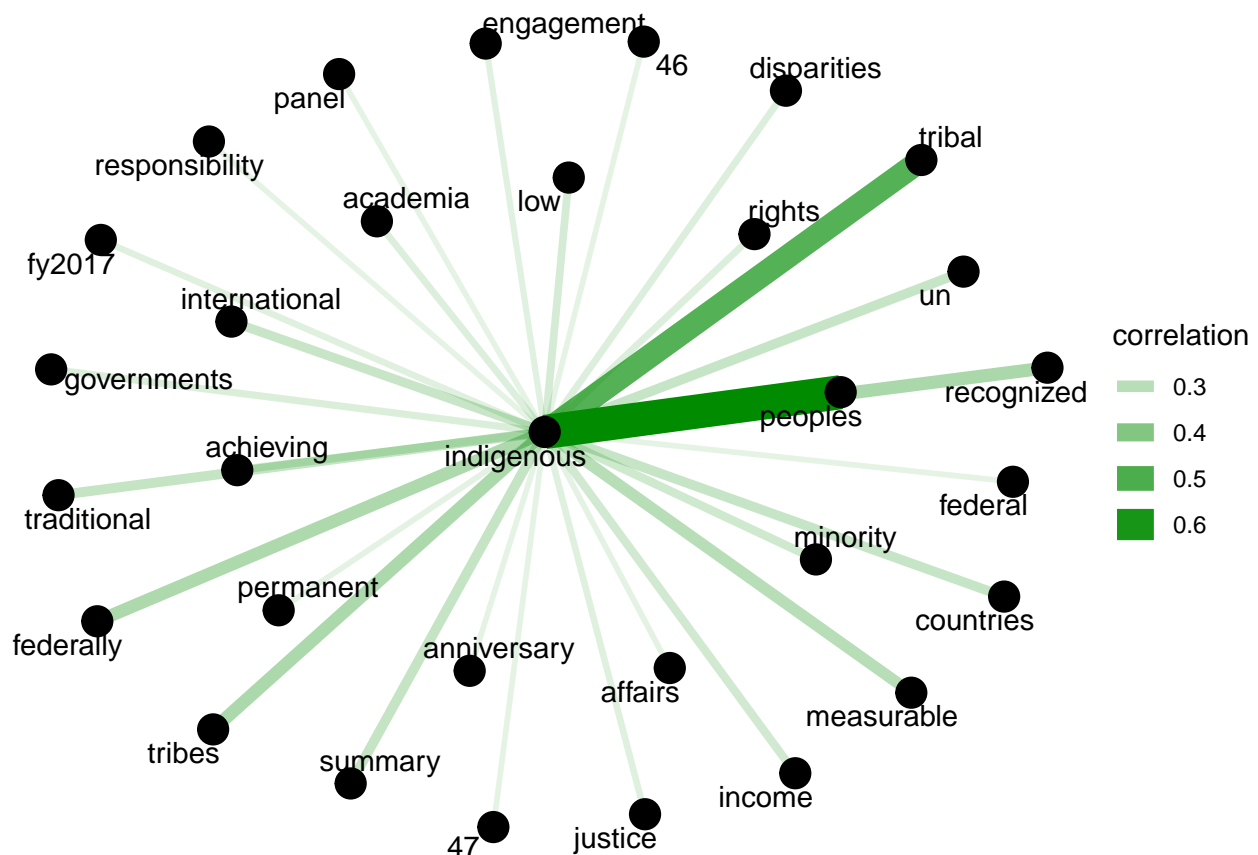 engagement
46
disparities
panel
tribal
responsibility
academia
low
rights
fy2017
international
un
correlation
governments
0.3
recognized
peoples
0.4
achieving
indigenous
0.5
traditional
federal
0.6
minority
permanent
countries
federally
anniversary
affairs
measurable
tribes
summary
income
justice
47